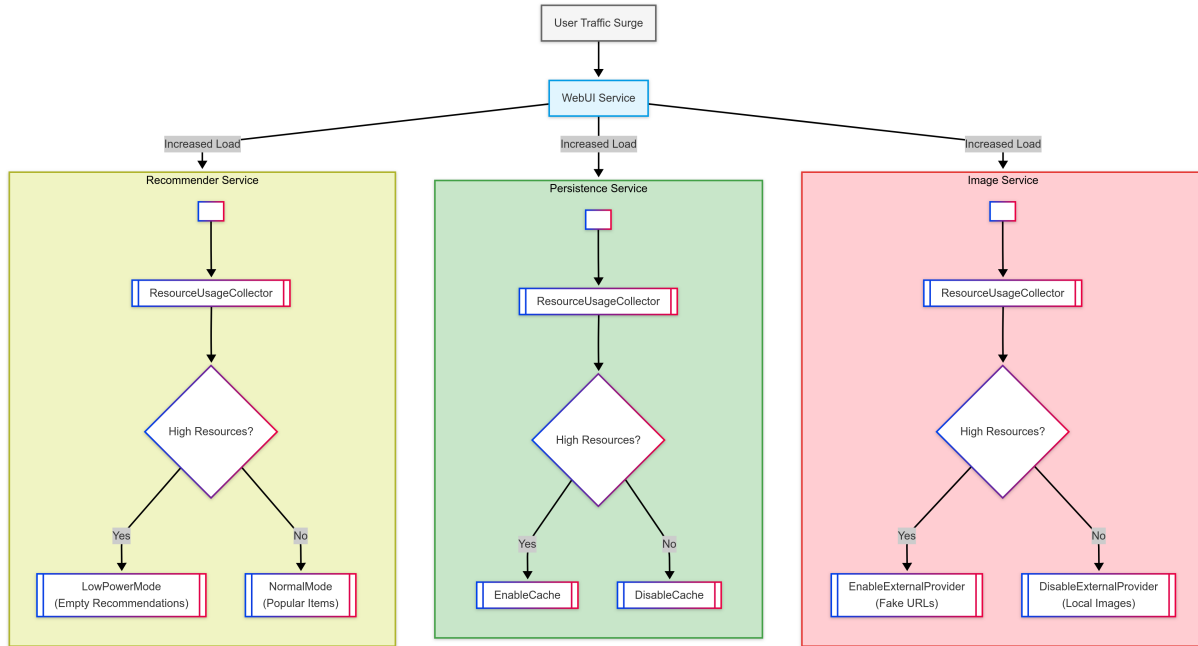 User Traffic Surge
WebUI Service
Increased Load
Increased Load
Increased Load
Recommender Service
ResourceUsageCollector
High Resources?
Yes
No
LowPowerMode
(Empty Recommendations)
NormalMode
(Popular Items)
Persistence Service
ResourceUsageCollector
High Resources?
Yes
No
EnableCache
DisableCache
Image Service
ResourceUsageCollector
High Resources?
Yes
No
EnableExternalProvider
(Fake URLs)
DisableExternalProvider
(Local Images)